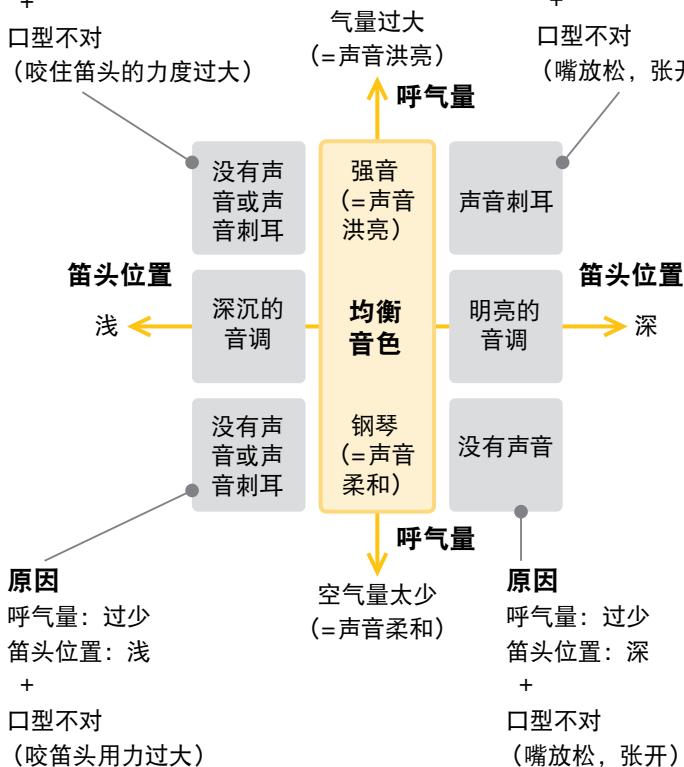 +
口型不对
（咬住笛头的力度过大）
气量过大
（=声音洪亮）
呼气量
+
口型不对
（嘴放松，张开
没有声
音或声
音刺耳
强音
（=声音
洪亮）
声音刺耳
笛头位置
浅
深沉的
音调
均衡
音色
明亮的
音调
笛头位置
深
没有声
音或声
音刺耳
钢琴
（=声音
柔和）
没有声音
呼气量
空气量太少
（=声音柔和）
原因
呼气量：过少
笛头位置：浅
+
口型不对
（咬笛头用力过大）
原因
呼气量：过少
笛头位置：深
+
口型不对
（嘴放松，张开）